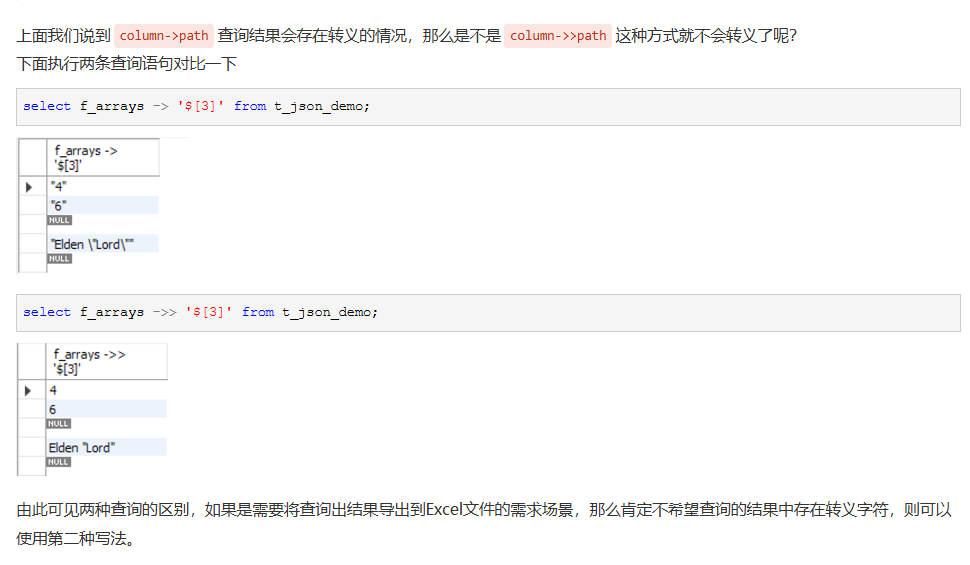 上面我们说到 column->path 查询结果会存在转义的情况，那么是不是 column->>path 这种方式就不会转义了呢？
下面执行两条查询语句对比一下
select f_arrays -> '$[3]' from t_json_demo;
f_arrays ->
'$[3]'
"4"
"6"
NULL
"Elden \"Lord\""
NULL
select f_arrays ->> '$[3]' from t_json_demo;
f_arrays ->>
'$[3]'
4
6
NULL
Elden "Lord"
NULL
由此可见两种查询的区别，如果是需要将查询出结果导出到Excel文件的需求场景，那么肯定不希望查询的结果中存在转义字符，则可以
使用第二种写法。